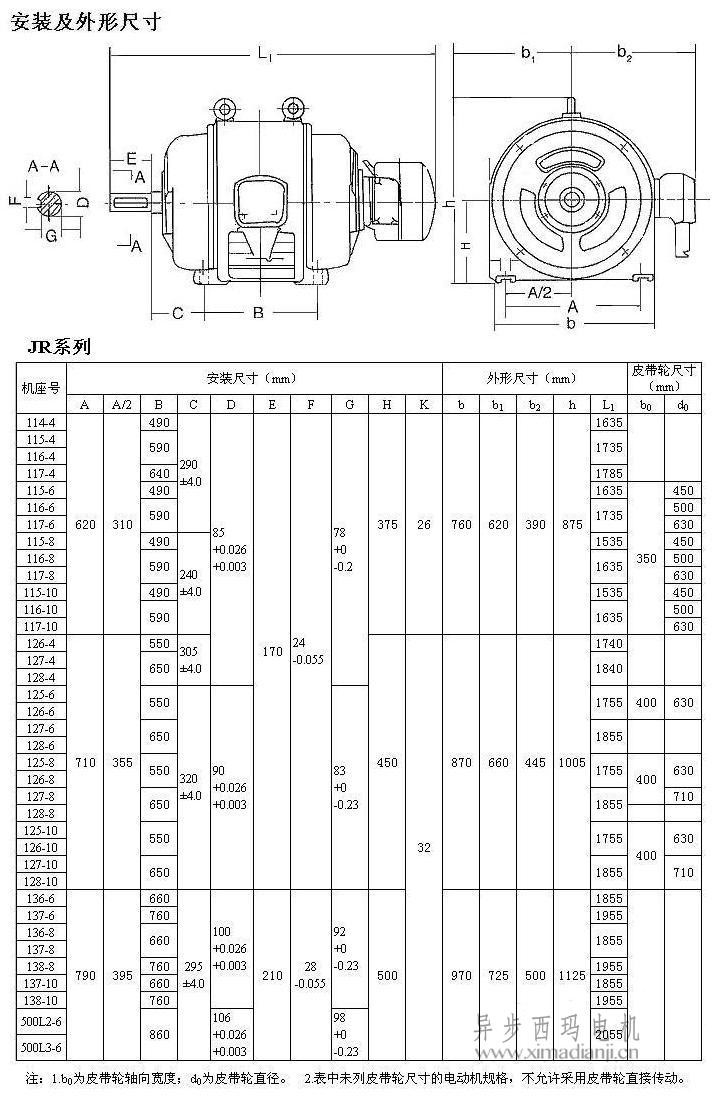 安装及外形尺寸
L1 b1 b2
A-A E A
F D G A
h H
C B A/2 A b
JR系列
机座号 安装尺寸（mm） 外形尺寸（mm） 皮带轮尺寸（mm）
A A/2 B C D E F G H K b b1 b2 h L1 b0 d0
114-4 490 1635
115-4 590 1735
116-4 290 ±4.0
117-4 640 1785
115-6 490 1635 450
116-6 590 1735 500
117-6 620 310 85 +0.026 +0.003 78 +0 -0.2 375 26 760 620 390 875 630
115-8 490 1535 450
116-8 590 1635 350 500
117-8 240 ±4.0 630
115-10 490 1535 450
116-10 590 1635 500
117-10 630
126-4 550 305 ±4.0 170 24 -0.055 1740
127-4 650 1840
128-4
125-6 550 1755 400 630
126-6
127-6 650 1855
128-6
125-8 710 355 550 320 ±4.0 90 +0.026 +0.003 83 +0 -0.23 450 870 660 445 1005 1755 400 630
126-8
127-8 650 1855 710
128-8
125-10 550 32 1755 400 630
126-10
127-10 650 1855 710
128-10
136-6 660 1855
137-6 760 1955
136-8 660 100 +0.026 +0.003 92 +0 -0.23 1855
137-8
138-8 790 395 760 295 ±4.0 210 28 -0.055 500 970 725 500 1125 1955
137-10 660 1855
138-10 760 1955
500L2-6 860 106 +0.026 +0.003 98 +0 -0.23 2055
500L3-6
异步西玛电机
www.ximadianji.cn
注：1.b0为皮带轮轴向宽度；d0为皮带轮直径。 2.表中未列皮带轮尺寸的电动机规格，不允许采用皮带轮直接传动。